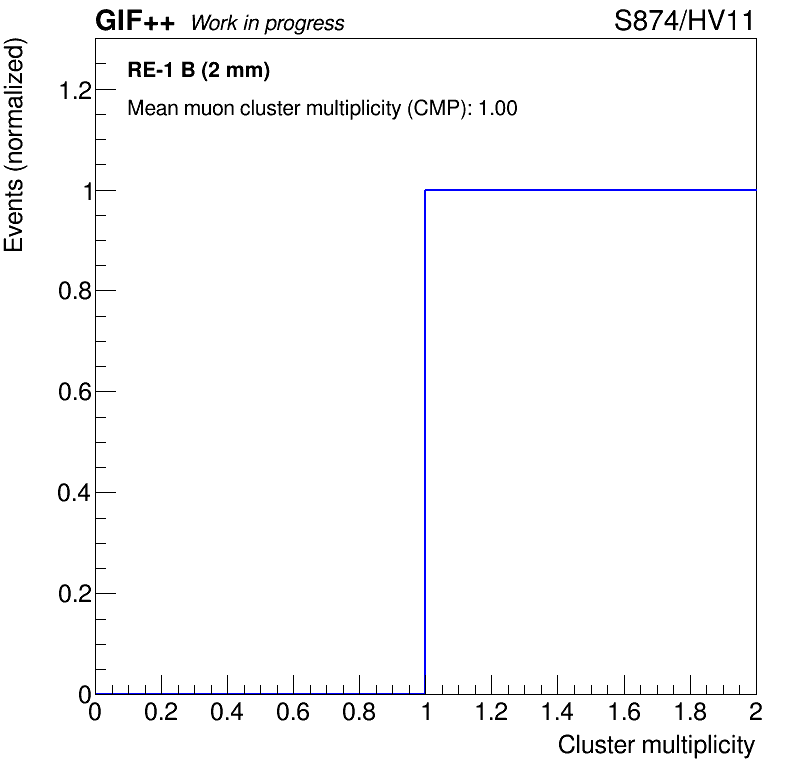 GIF++ Work in progress S874/HV11
RE-1 B (2 mm)
Mean muon cluster multiplicity (CMP): 1.00
Events (normalized)
1.2
1
0.8
0.6
0.4
0.2
0
0 0.2 0.4 0.6 0.8 1 1.2 1.4 1.6 1.8 2
Cluster multiplicity